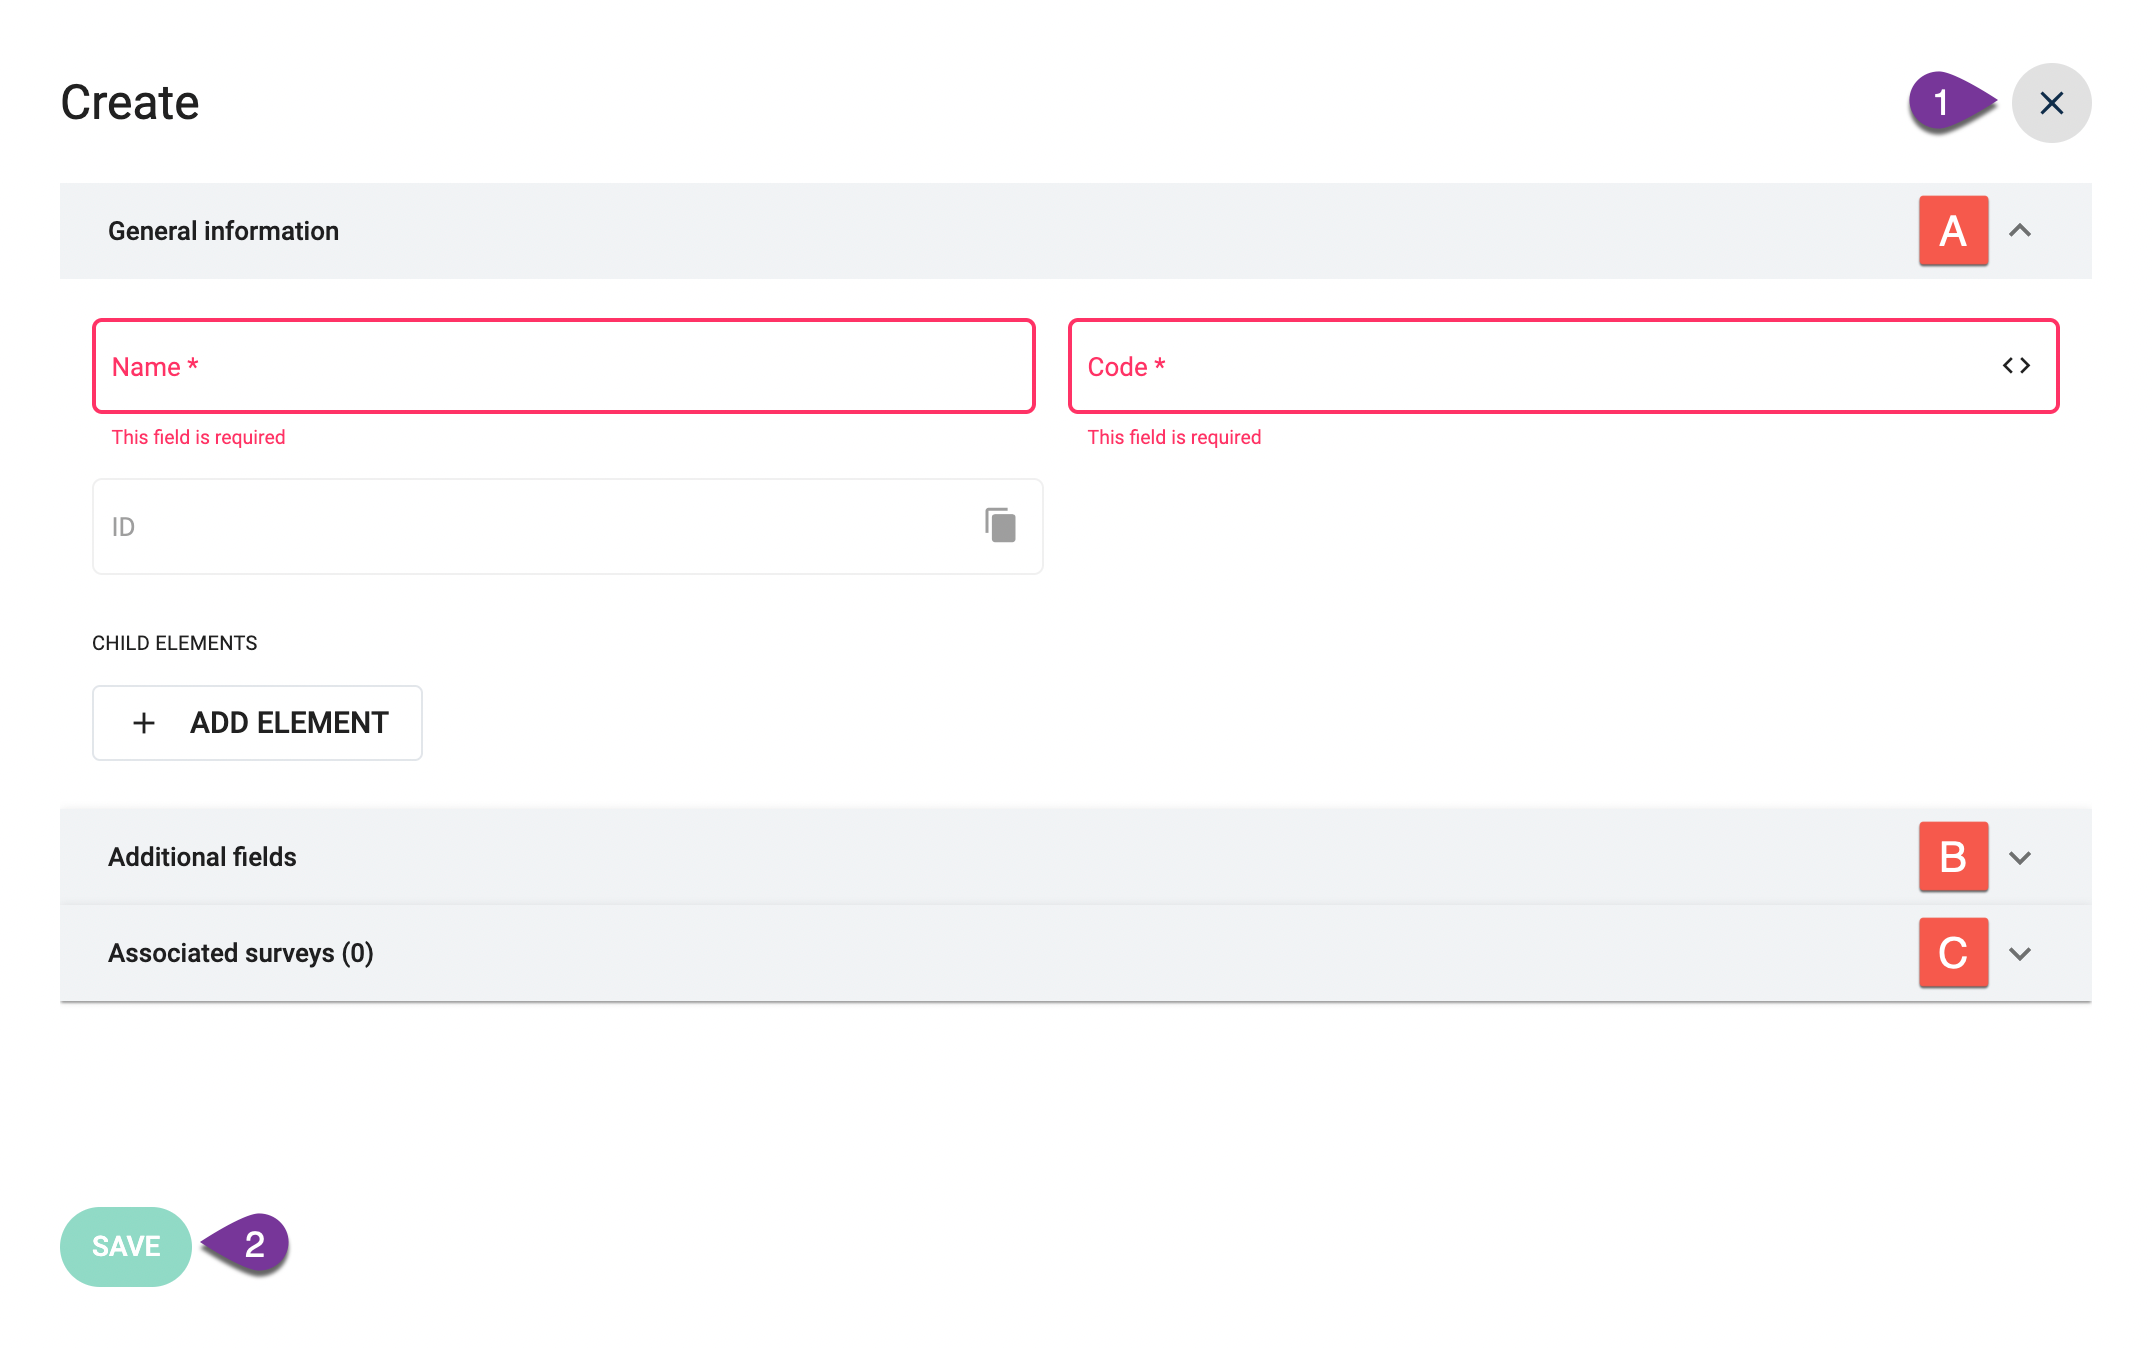 Create
1
General information
A
Name *
Code *
This field is required
This field is required
ID
CHILD ELEMENTS
ADD ELEMENT
Additional fields
B
Associated surveys (0)
C
SAVE
2